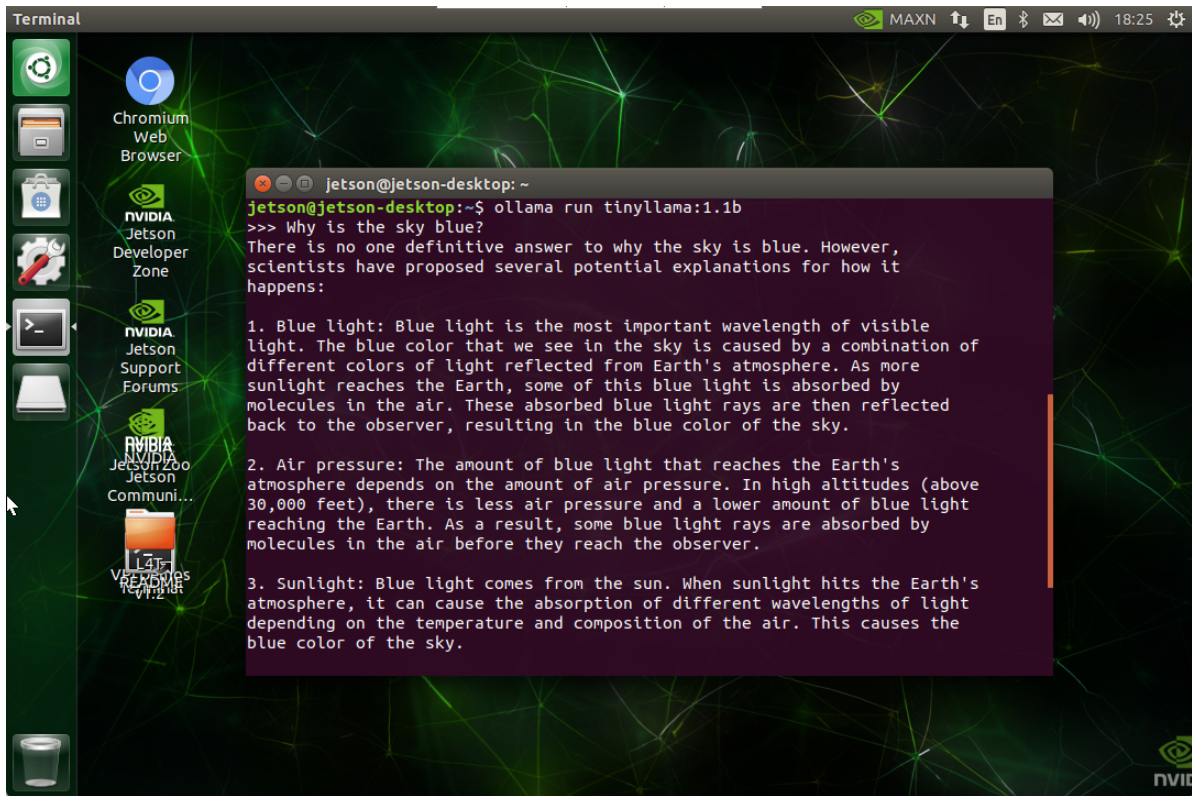 Terminal
MAXN
En
18:25
Chromium
Web
Browser
NVIDIA.
Jetson
Developer
Zone
NVIDIA.
Jetson
Support
Forums
NVIDIA
Jetson Zoo
Jetson
Communi...
L4T-
README
Terminal
jetson@jetson-desktop: ~
jetson@jetson-desktop:~$ ollama run tinyllama:1.1b
>>> Why is the sky blue?
There is no one definitive answer to why the sky is blue. However,
scientists have proposed several potential explanations for how it
happens:
1. Blue light: Blue light is the most important wavelength of visible
light. The blue color that we see in the sky is caused by a combination of
different colors of light reflected from Earth's atmosphere. As more
sunlight reaches the Earth, some of this blue light is absorbed by
molecules in the air. These absorbed blue light rays are then reflected
back to the observer, resulting in the blue color of the sky.
2. Air pressure: The amount of blue light that reaches the Earth's
atmosphere depends on the amount of air pressure. In high altitudes (above
30,000 feet), there is less air pressure and a lower amount of blue light
reaching the Earth. As a result, some blue light rays are absorbed by
molecules in the air before they reach the observer.
3. Sunlight: Blue light comes from the sun. When sunlight hits the Earth's
atmosphere, it can cause the absorption of different wavelengths of light
depending on the temperature and composition of the air. This causes the
blue color of the sky.